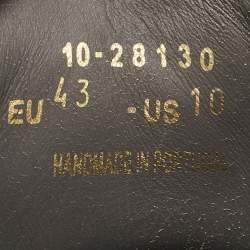 10-28130
EU 43 -US 10
HANDMADE IN PORTUGAL